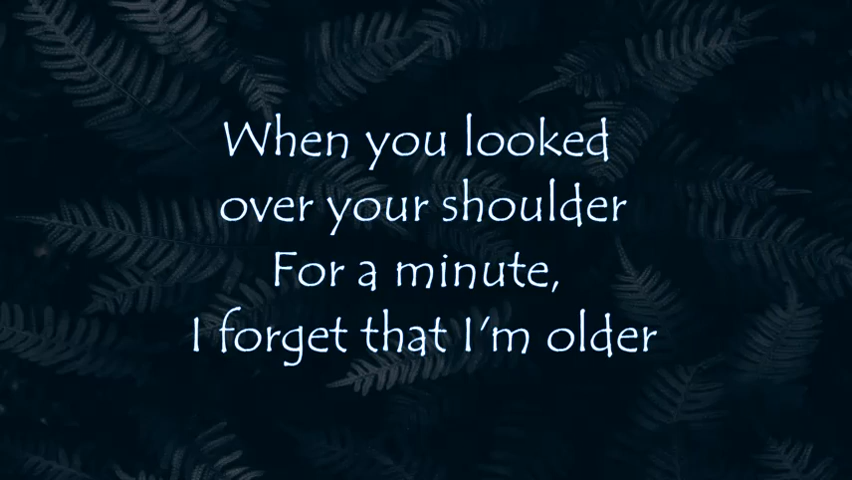 When you looked
over your shoulder
For a minute,
I forget that I'm older